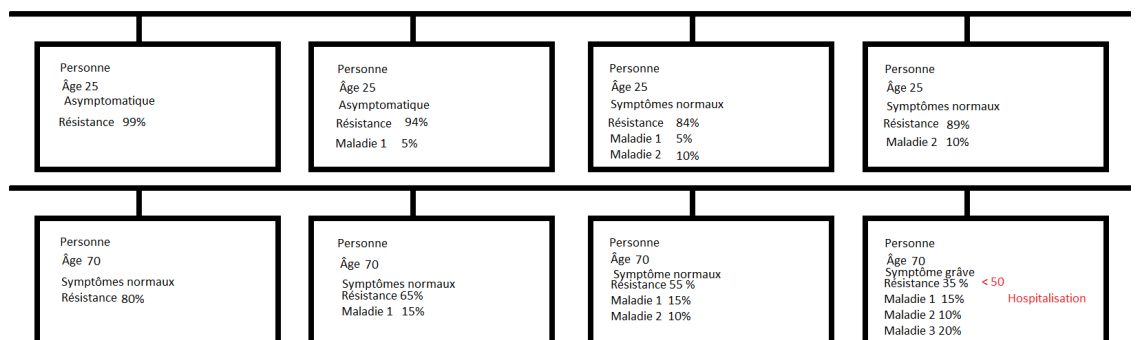 Personne
Âge 25
Asymptomatique
Résistance 99%
Personne
Âge 25
Asymptomatique
Résistance 94%
Maladie 1 5%
Personne
Âge 25
Symptômes normaux
Résistance 84%
Maladie 1 5%
Maladie 2 10%
Personne
Âge 25
Symptômes normaux
Résistance 89%
Maladie 2 10%
Personne
Âge 70
Symptômes normaux
Résistance 80%
Personne
Âge 70
Symptômes normaux
Résistance 65%
Maladie 1 15%
Personne
Âge 70
Symptôme normaux
Résistance 55 %
Maladie 1 15%
Maladie 2 10%
Personne
Âge 70
Symptôme grâve
Résistance 35 % < 50
Hospitalisation
Maladie 1 15%
Maladie 2 10%
Maladie 3 20%